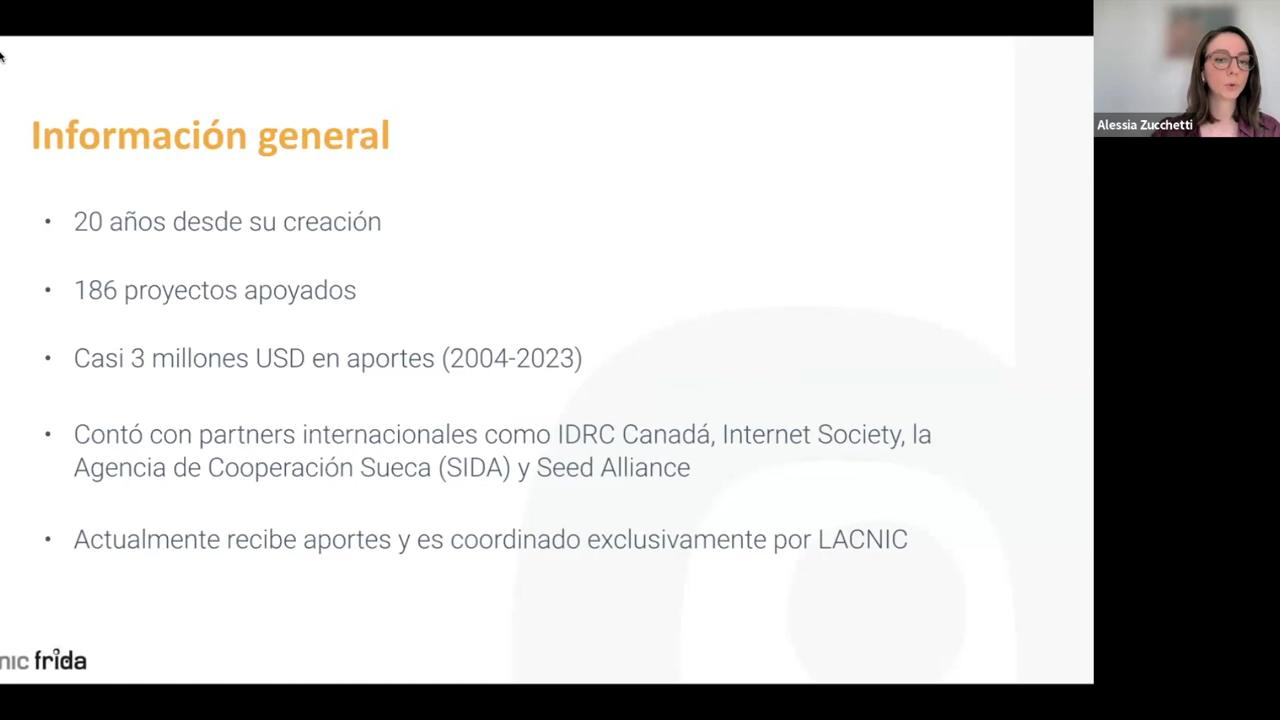 Información general
• 20 años desde su creación
• 186 proyectos apoyados
• Casi 3 millones USD en aportes (2004-2023)
• Contó con partners internacionales como IDRC Canadá, Internet Society, la
Agencia de Cooperación Sueca (SIDA) y Seed Alliance
• Actualmente recibe aportes y es coordinado exclusivamente por LACNIC
nic frida
Alessia Zucchetti